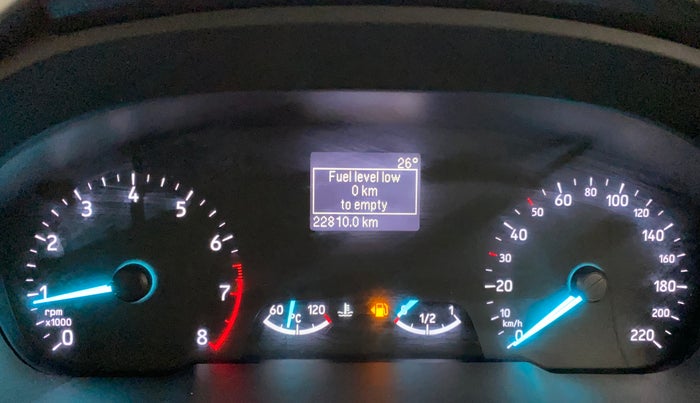 26°
Fuel level low
0 km
to empty
22810.0 km
0 1 2 3 4 5 6 7 8
rpm
x1000
60 120
°C
1/2 1
0 10 20 30 40 50 60 80 100 120 140 160 180 200 220
km/h